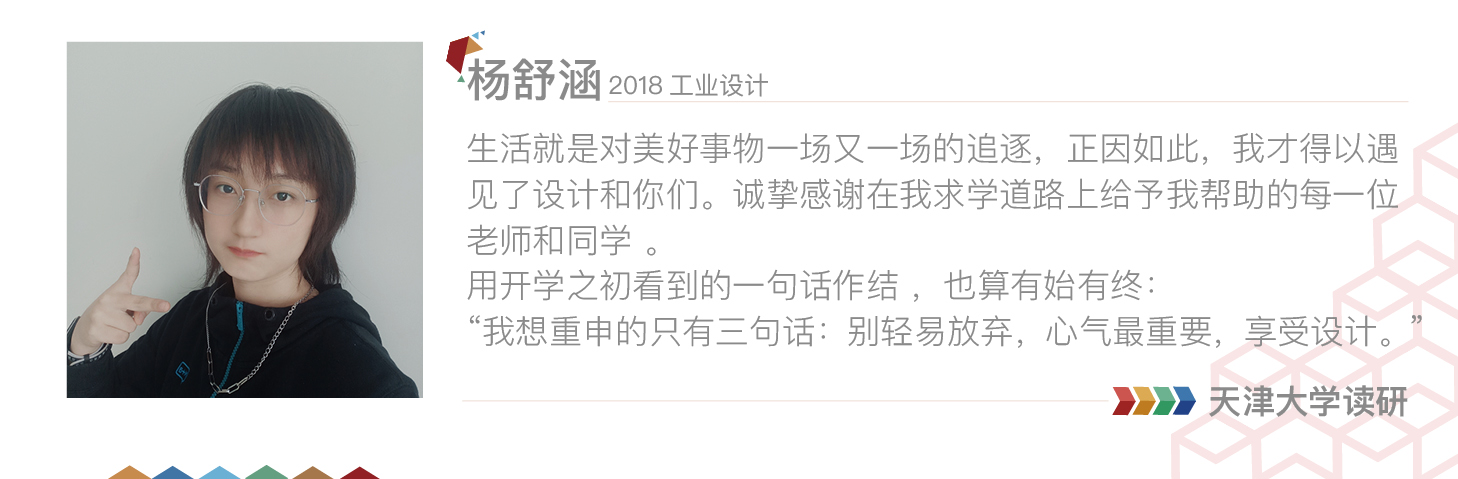 杨舒涵 2018 工业设计
生活就是对美好事物一场又一场的追逐，正因如此，我才得以遇
见了设计和你们。诚挚感谢在我求学道路上给予我帮助的每一位
老师和同学 。
用开学之初看到的一句话作结 ，也算有始有终：
“我想重申的只有三句话：别轻易放弃，心气最重要，享受设计。”
天津大学读研